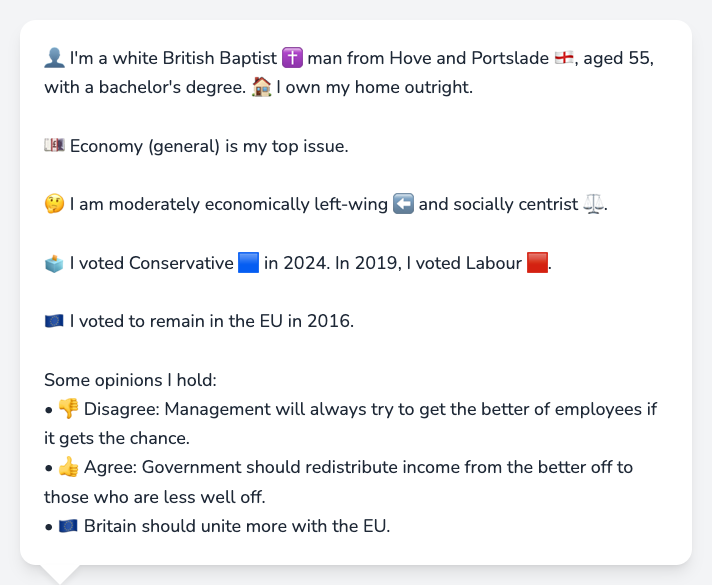 👤 I'm a white British Baptist ✝️ man from Hove and Portslade 🏴󠁧󠁢󠁥󠁮󠁧󠁿, aged 55,
with a bachelor's degree. 🏠 I own my home outright.
💷 Economy (general) is my top issue.
🤔 I am moderately economically left-wing ⬅️ and socially centrist ⚖️.
🗳️ I voted Conservative 🟦 in 2024. In 2019, I voted Labour 🟥.
🇪🇺 I voted to remain in the EU in 2016.
Some opinions I hold:
• 👎 Disagree: Management will always try to get the better of employees if
it gets the chance.
• 👍 Agree: Government should redistribute income from the better off to
those who are less well off.
• 🇪🇺 Britain should unite more with the EU.